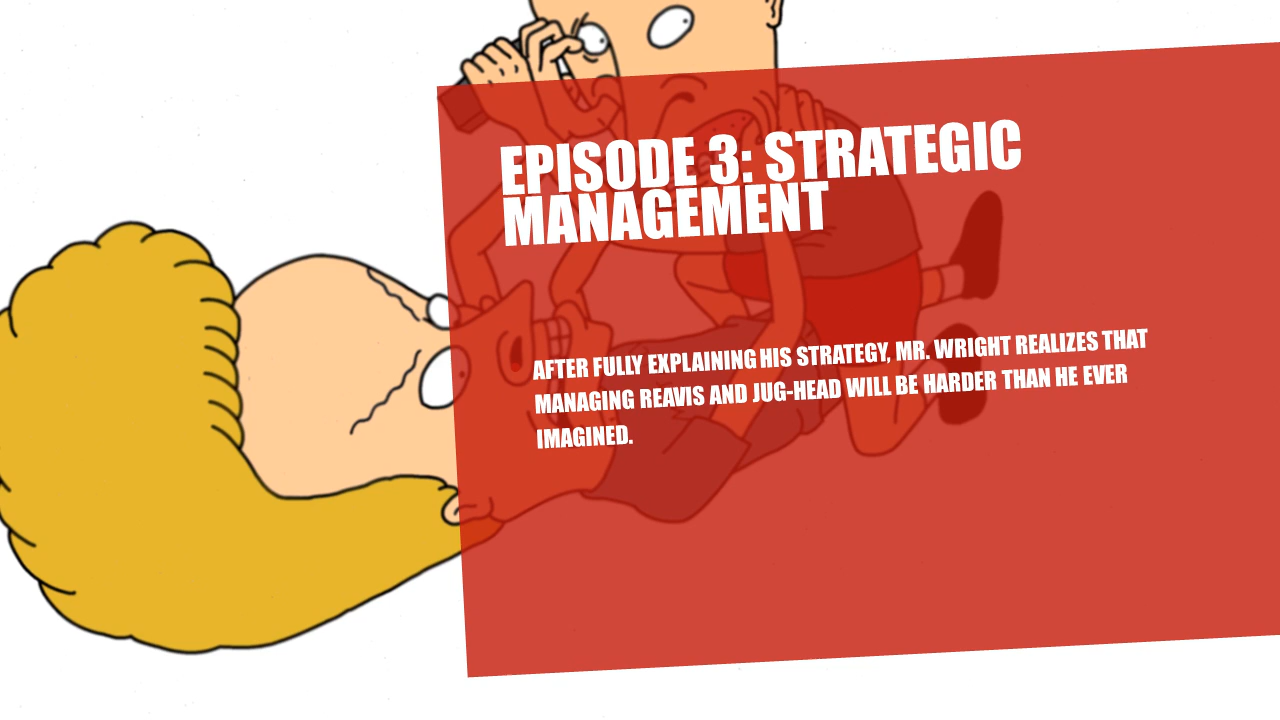 EPISODE 3: STRATEGIC
MANAGEMENT
AFTER FULLY EXPLAINING HIS STRATEGY, MR. WRIGHT REALIZES THAT
MANAGING REAVIS AND JUG-HEAD WILL BE HARDER THAN HE EVER
IMAGINED.